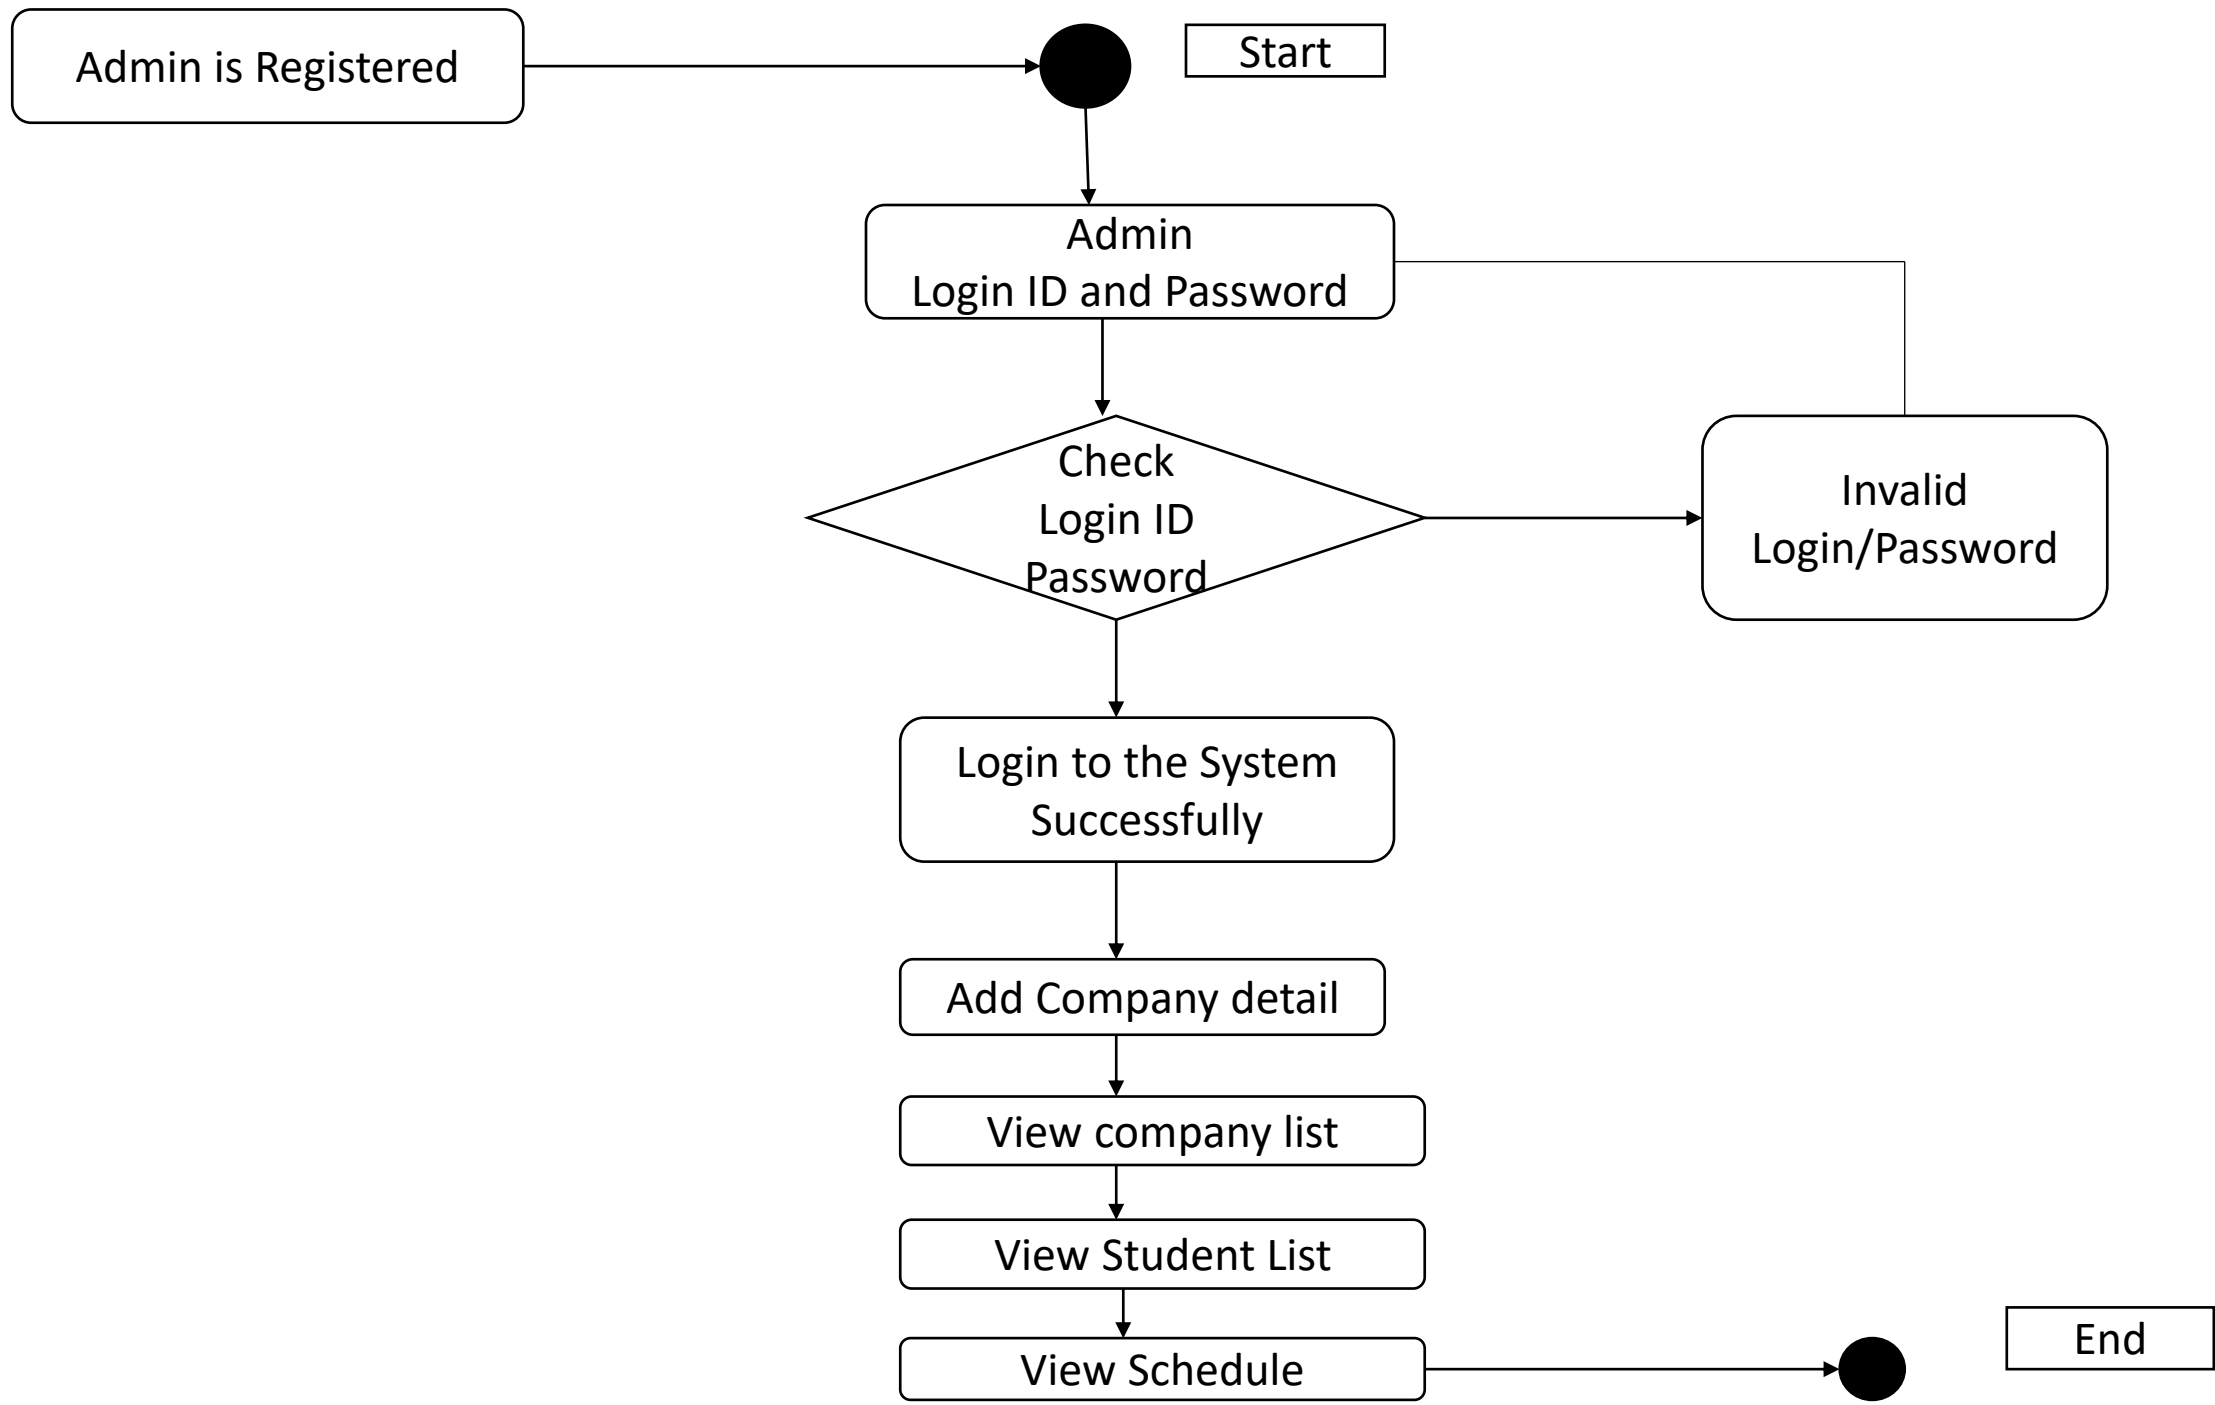 Admin is Registered
Start
Admin
Login ID and Password
Check
Login ID
Password
Invalid
Login/Password
Login to the System
Successfully
Add Company detail
View company list
View Student List
View Schedule
End